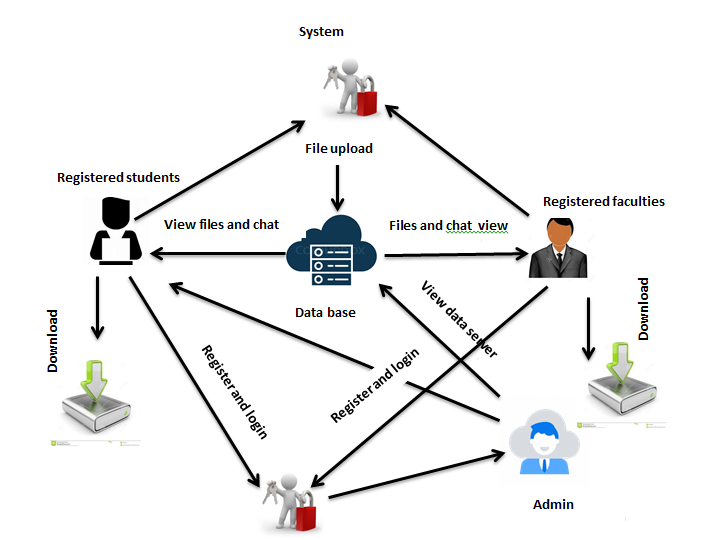 System
File upload
Registered students
Registered faculties
View files and chat
Files and chat view
Data base
Download
Download
View data server
Register and login
Register and login
Admin